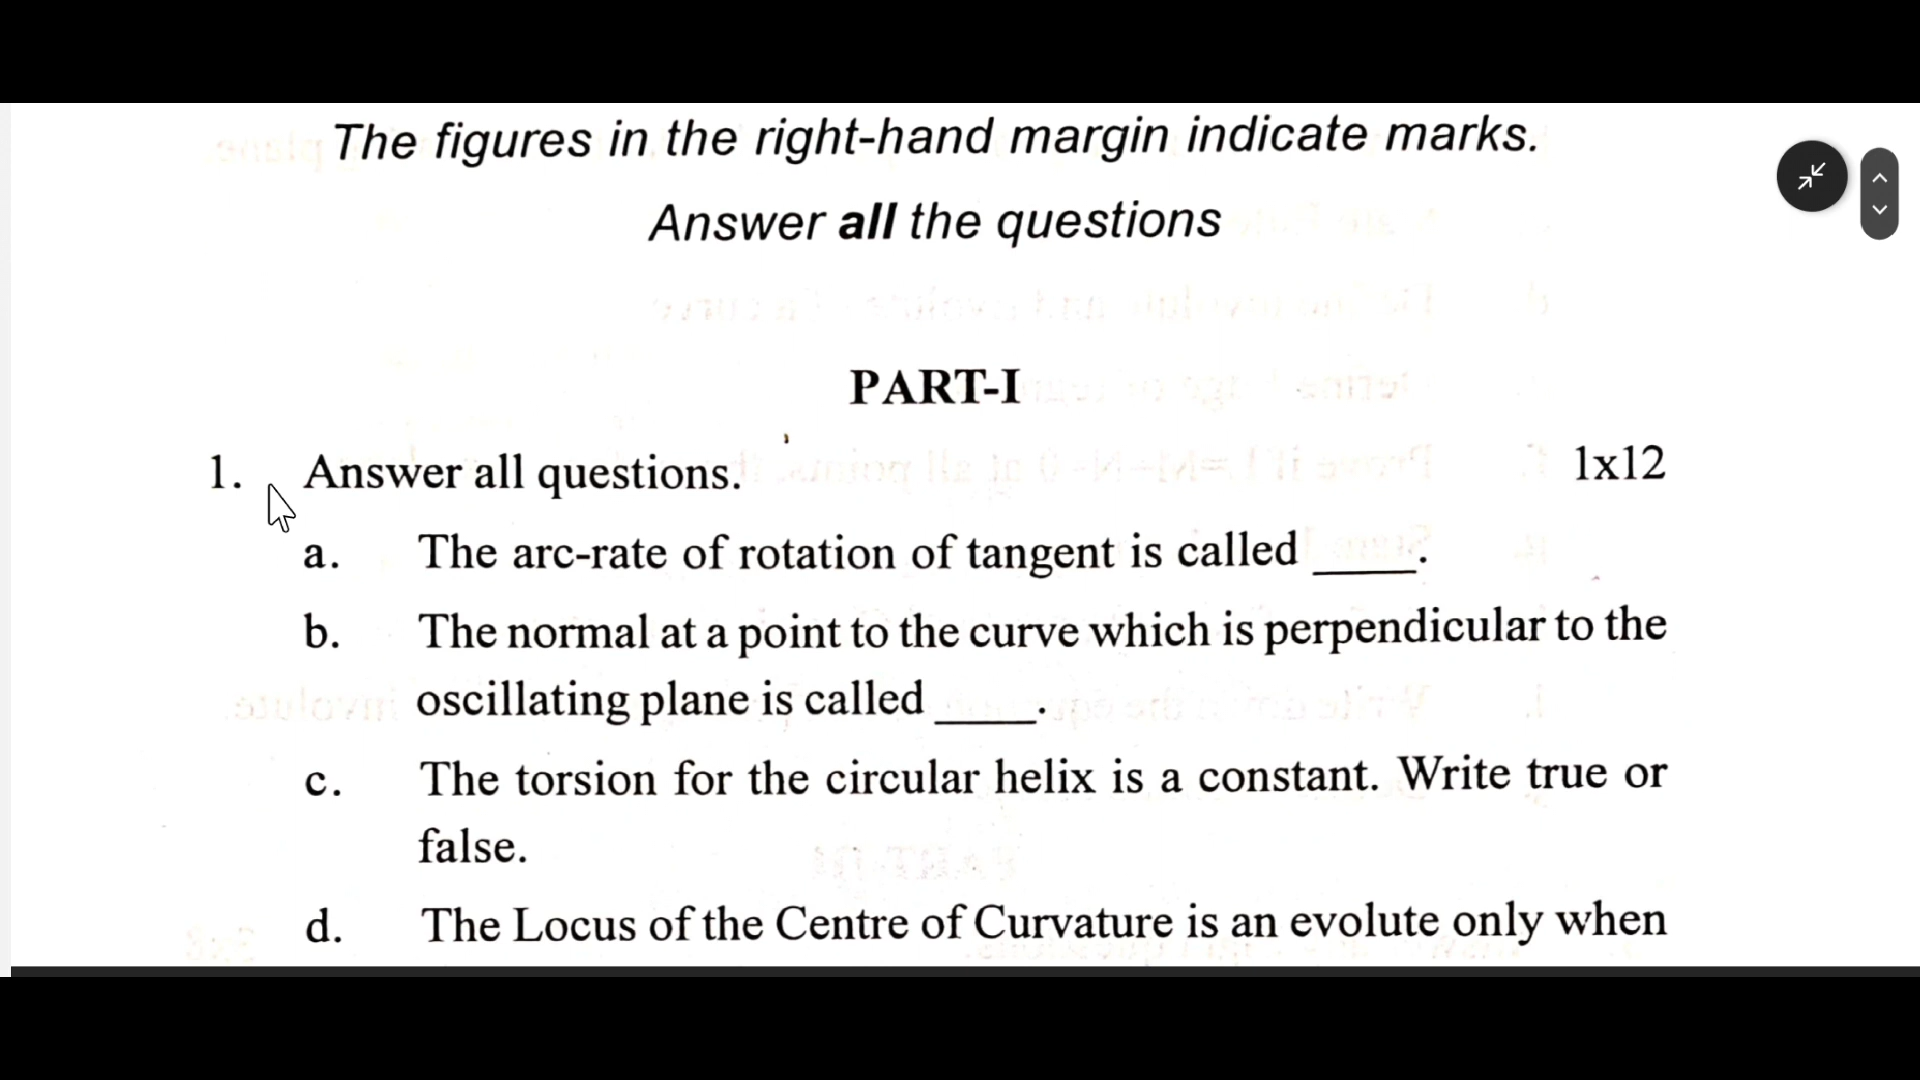 The figures in the right-hand margin indicate marks.
Answer all the questions
PART-I
1. Answer all questions. 1x12
a. The arc-rate of rotation of tangent is called _____.
b. The normal at a point to the curve which is perpendicular to the
oscillating plane is called _____.
c. The torsion for the circular helix is a constant. Write true or
false.
d. The Locus of the Centre of Curvature is an evolute only when